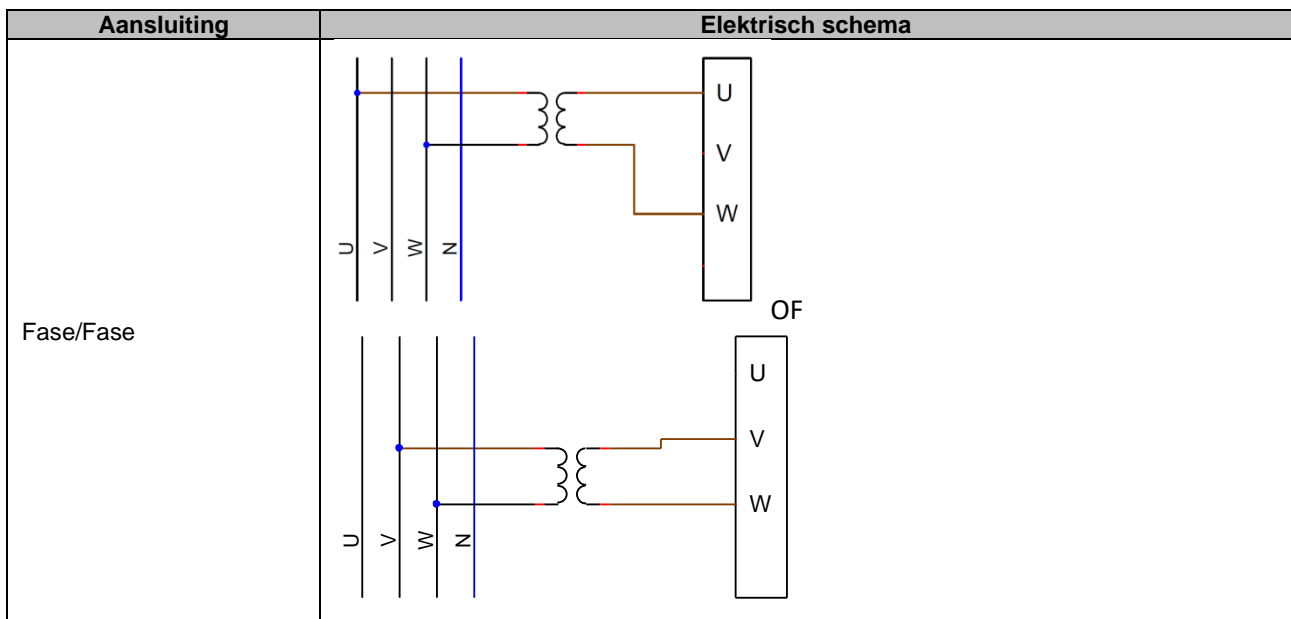 Aansluiting
Elektrisch schema
Fase/Fase
U
V
W
U
V
W
N
OF
U
V
W
U
V
W
N